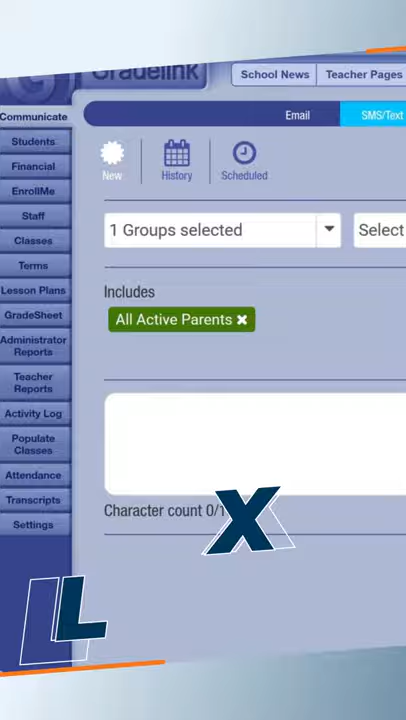 Gradelink
School News
Teacher Pages
Communicate
Email
SMS/Text
Students
Financial
EnrollMe
Staff
Classes
Terms
Lesson Plans
GradeSheet
Administrator
Reports
Teacher
Reports
Activity Log
Populate
Classes
Attendance
Transcripts
Settings
New
History
Scheduled
1 Groups selected
Select
Includes
All Active Parents ✖
Character count 0/1
X
L